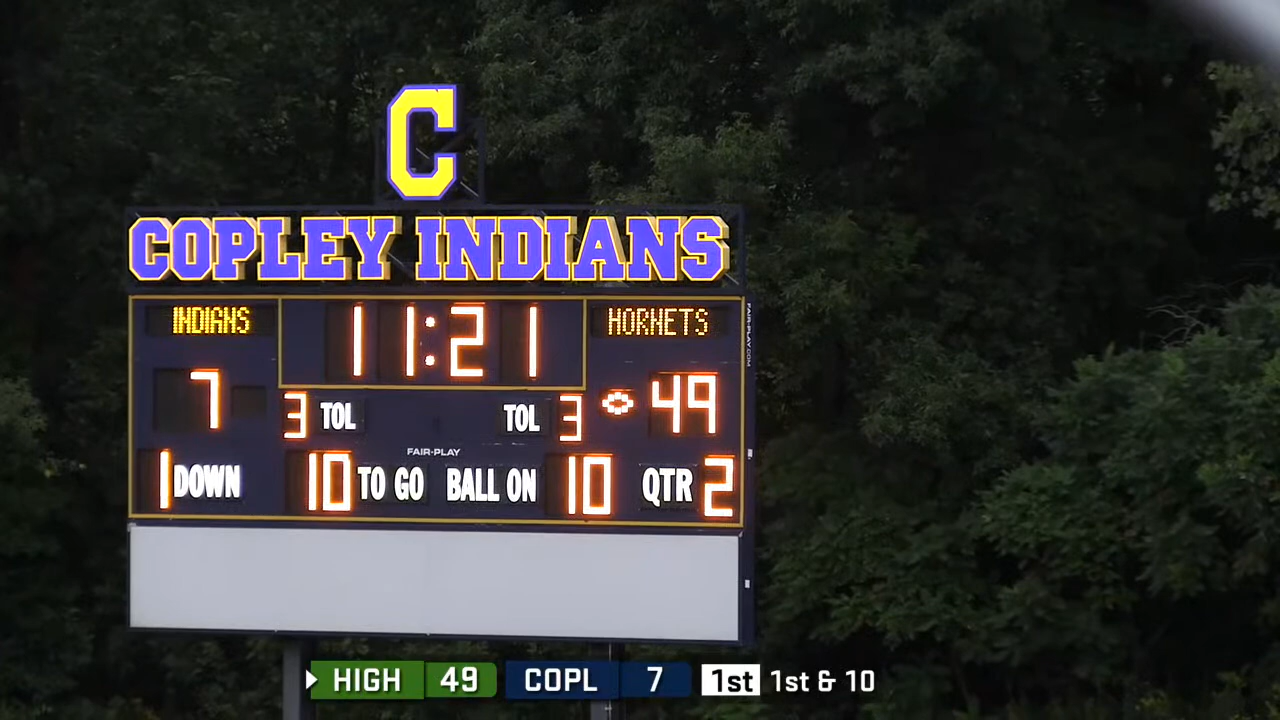 C
COPLEY INDIANS
INDIANS 11:21 HORNETS
7 49
3 TOL TOL 3
FAIR-PLAY
1 DOWN 10 TO GO BALL ON 10 QTR 2
FAIR-PLAY.COM
HIGH 49 COPL 7 1st 1st & 10